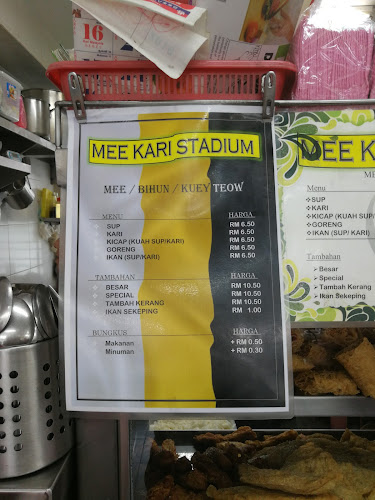 16
MEE KARI STADIUM
MEE / BIHUN / KUEY TEOW
MENU HARGA
SUP RM 6.50
KARI RM 6.50
KICAP (KUAH SUP/KARI) RM 6.50
GORENG RM 6.50
IKAN (SUP/KARI) RM 6.50
TAMBAHAN HARGA
BESAR RM 10.50
SPECIAL RM 10.50
TAMBAH KERANG RM 10.50
IKAN SEKEPING RM 1.00
BUNGKUS HARGA
Makanan + RM 0.50
Minuman + RM 0.30
MEE K
MEE /
Menu
SUP
KARI
KICAP (KUAH SUP/KARI)
GORENG
IKAN (SUP/ KARI)
Tambahan
Besar
Special
Tambah Kerang
Ikan Sekeping